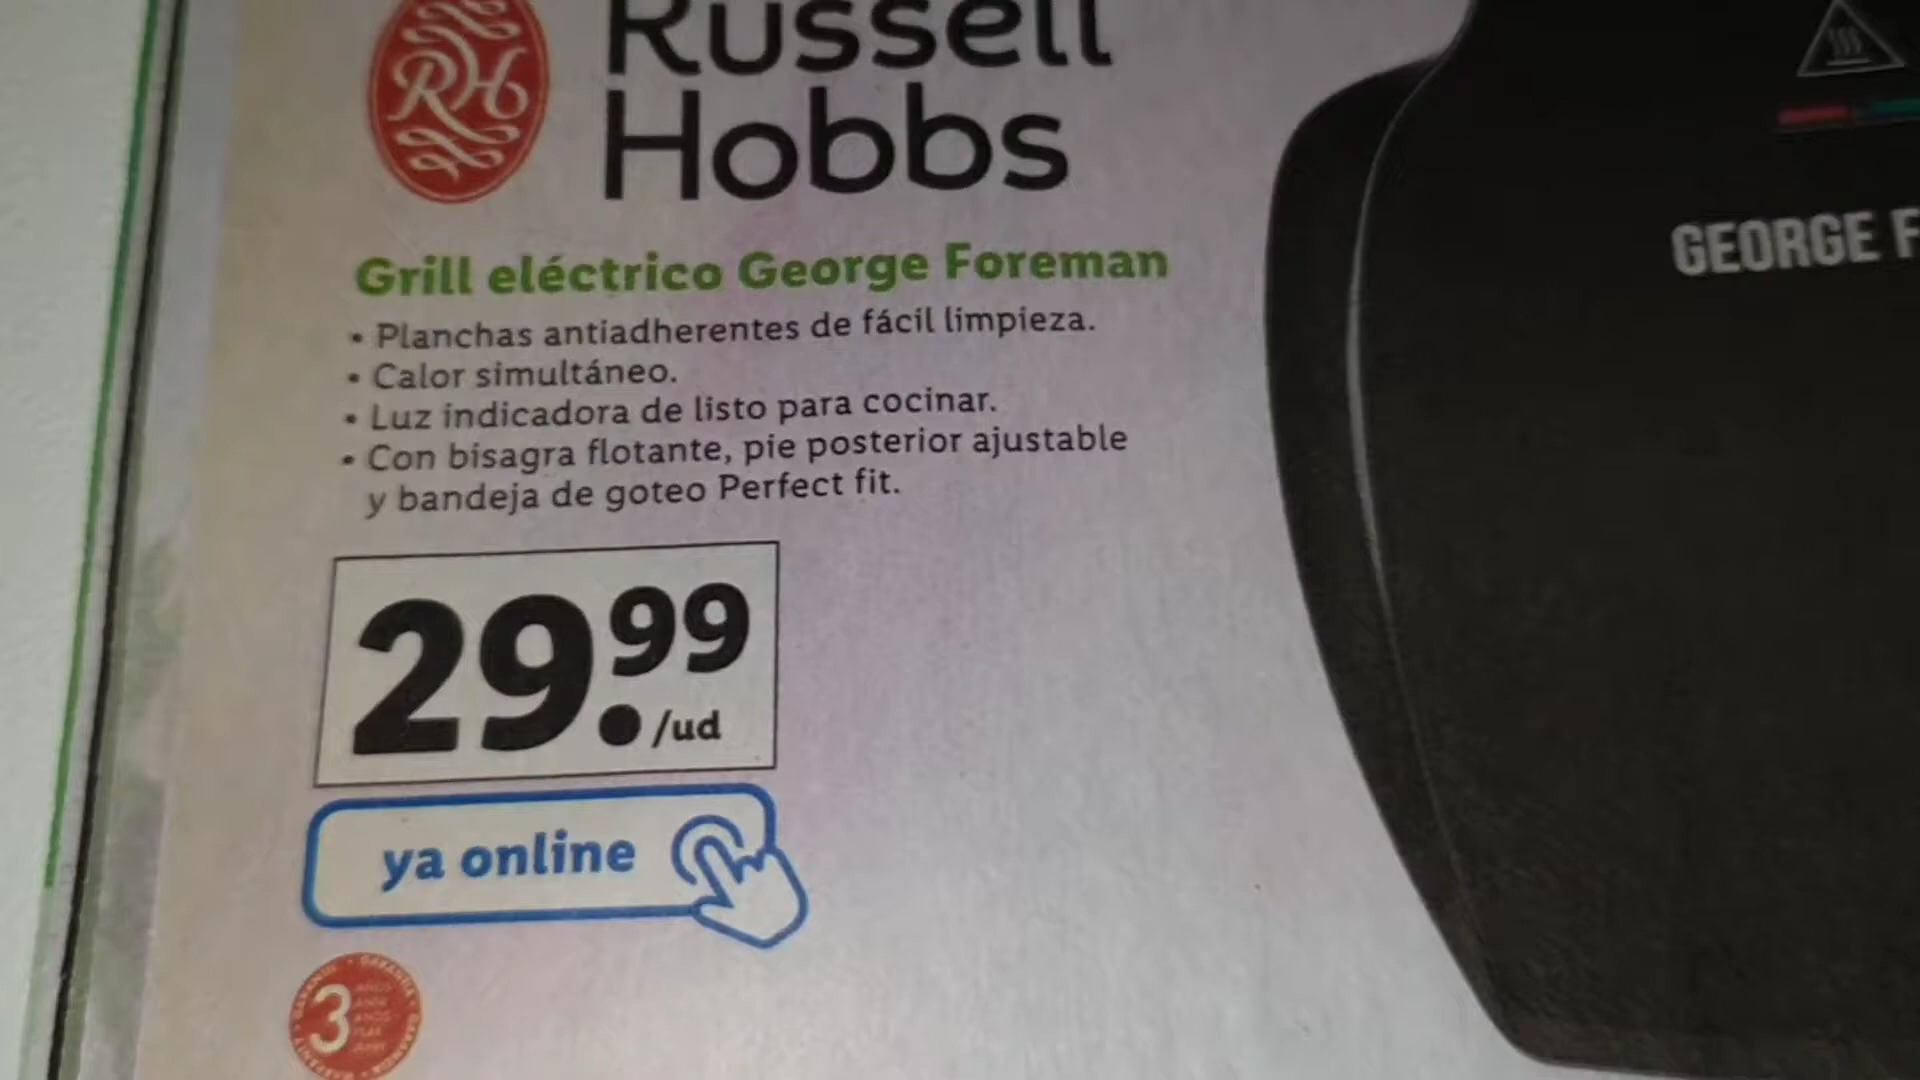 RH
Russell
Hobbs
GEORGE F
Grill eléctrico George Foreman
• Planchas antiadherentes de fácil limpieza.
• Calor simultáneo.
• Luz indicadora de listo para cocinar.
• Con bisagra flotante, pie posterior ajustable
y bandeja de goteo Perfect fit.
29.99
/ud
ya online
3